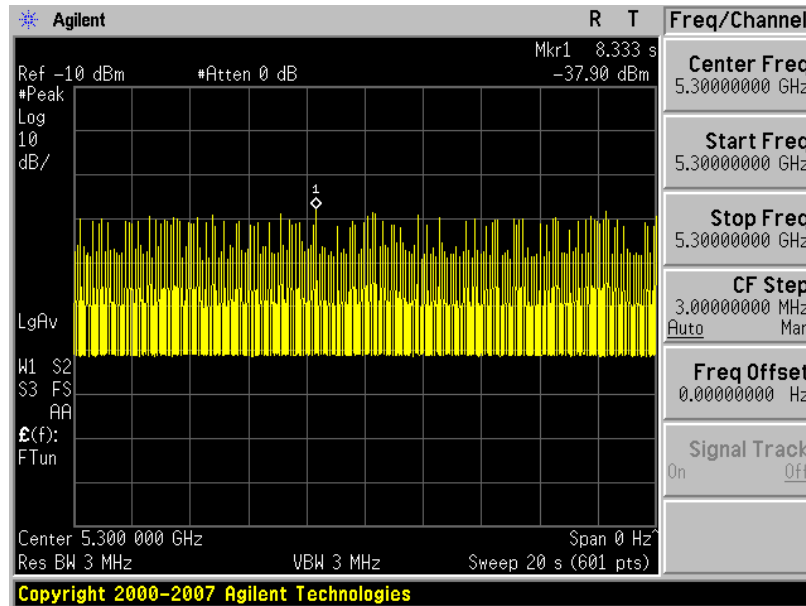 Agilent R T Freq/Channel
Mkr1 8.333 s
Ref -10 dBm #Atten 0 dB -37.90 dBm
#Peak
Log
10
dB/
1
LgAv
W1 S2
S3 FS
AA
£(f):
FTun
Center 5.300 000 GHz Span 0 Hz^
Res BW 3 MHz VBW 3 MHz Sweep 20 s (601 pts)
Copyright 2000-2007 Agilent Technologies
Center Freq
5.30000000 GHz
Start Freq
5.30000000 GHz
Stop Freq
5.30000000 GHz
CF Step
3.00000000 MHz
Auto Man
Freq Offset
0.00000000 Hz
Signal Track
On Off